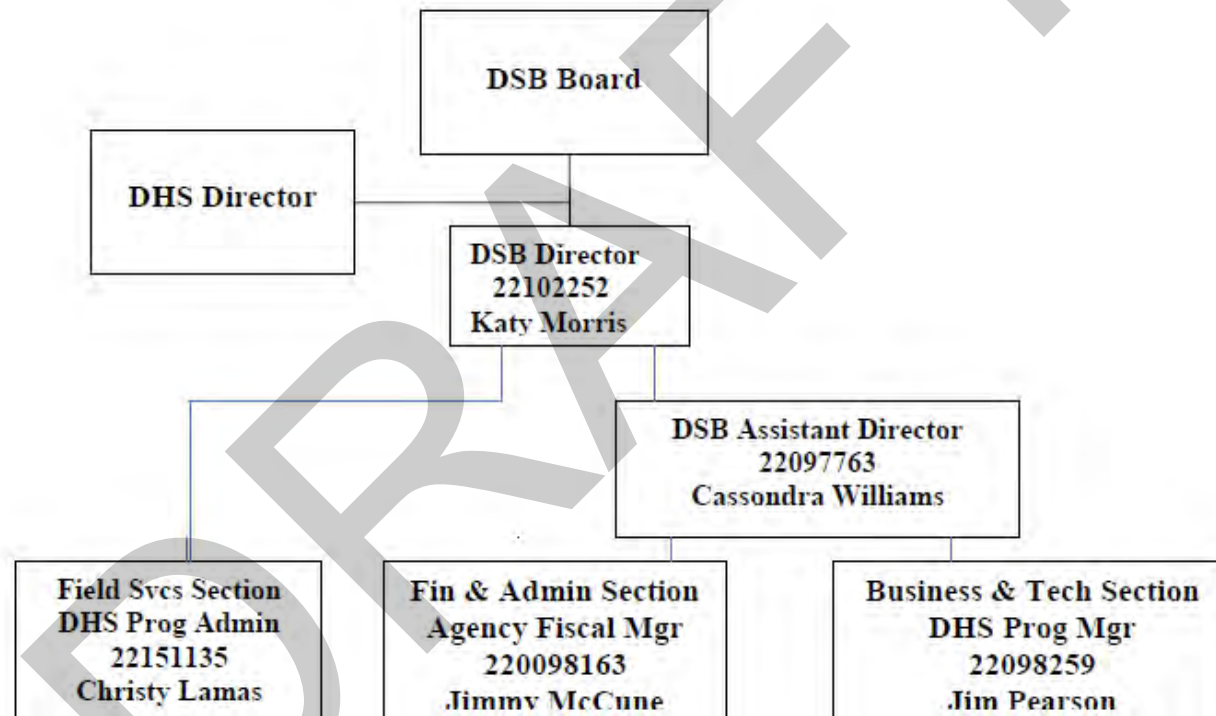 DSB Board
DHS Director
DSB Director
22102252
Katy Morris
DSB Assistant Director
22097763
Cassondra Williams
Field Svcs Section
DHS Prog Admin
22151135
Christy Lamas
Fin & Admin Section
Agency Fiscal Mgr
220098163
Jimmy McCune
Business & Tech Section
DHS Prog Mgr
22098259
Jim Pearson
DRAFT